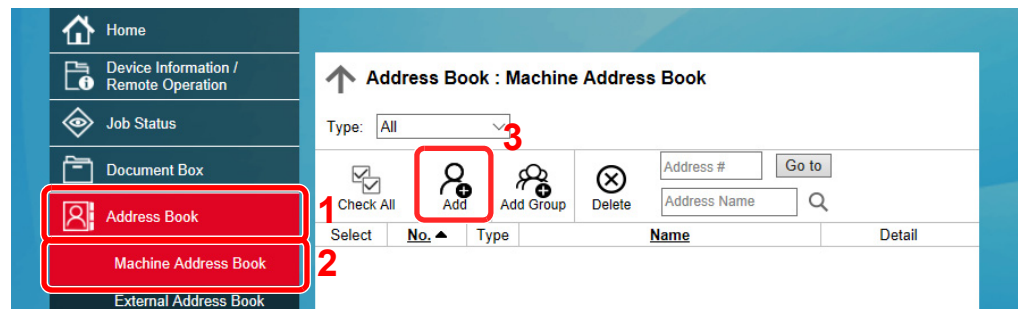 Home
Device Information /
Remote Operation
Job Status
Document Box
1
Address Book
2
Machine Address Book
External Address Book
Address Book : Machine Address Book
Type: All
3
Check All
Add
Add Group
Delete
Address # Go to
Address Name
Select No. ▲ Type Name Detail